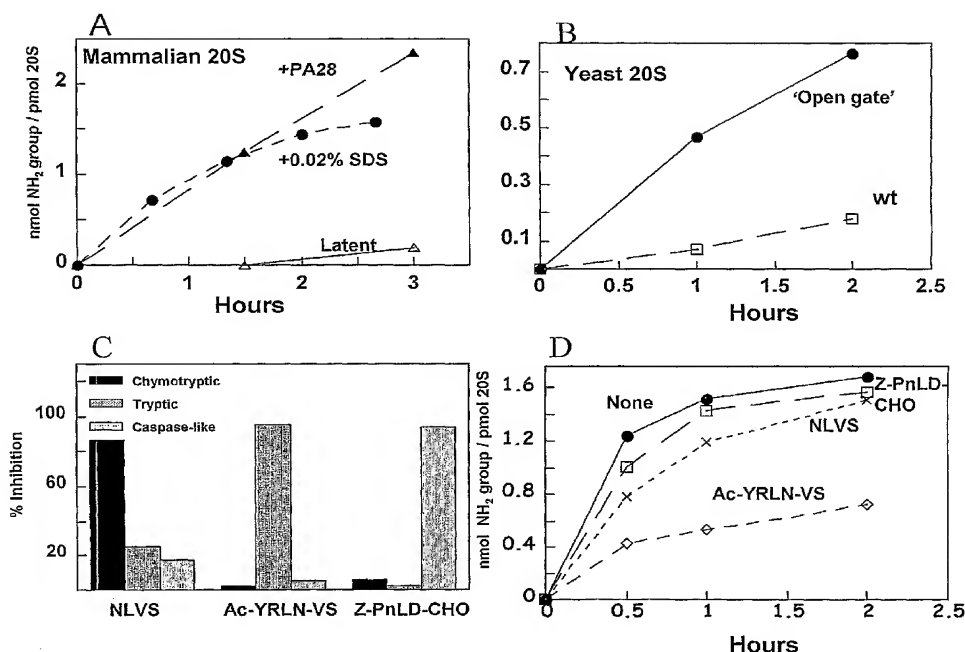 A
Mammalian 20S
+PA28
+0.02% SDS
Latent
nmol NH₂ group / pmol 20S
2
1
0
0 1 2 3
Hours
B
Yeast 20S
'Open gate'
wt
0.7
0.5
0.3
0.1
0 0.5 1 1.5 2 2.5
Hours
C
Chymotryptic
Tryptic
Caspase-like
% Inhibition
100
60
20
NLVS Ac-YRLN-VS Z-PnLD-CHO
D
None
Z-PnLD-
CHO
NLVS
Ac-YRLN-VS
nmol NH₂ group / pmol 20S
1.6
1.2
0.8
0.4
0
0 0.5 1 1.5 2 2.5
Hours